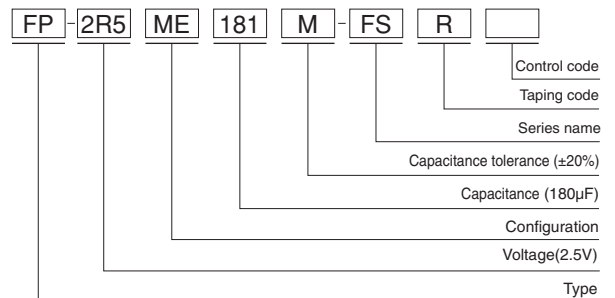 FP - 2R5 ME 181 M - FS R
Control code
Taping code
Series name
Capacitance tolerance (±20%)
Capacitance (180µF)
Configuration
Voltage(2.5V)
Type